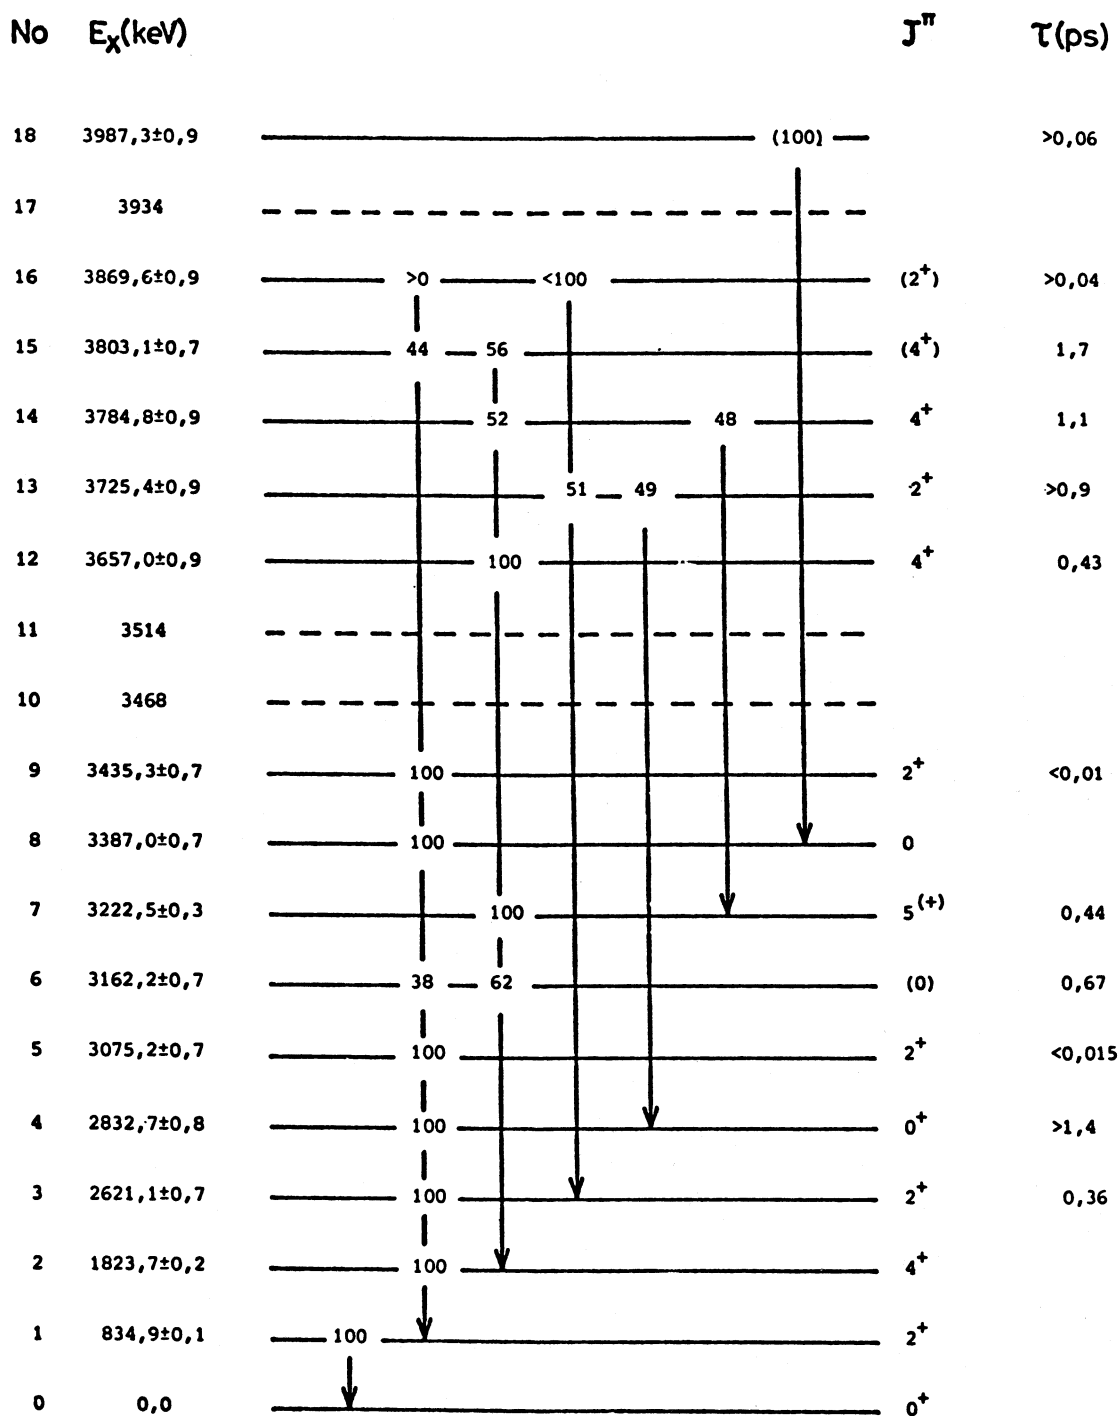 No Ex(keV) Jπ τ(ps)
18 3987,3±0,9 (100) >0,06
17 3934
16 3869,6±0,9 >0 <100 (2+) >0,04
15 3803,1±0,7 44 56 (4+) 1,7
14 3784,8±0,9 52 48 4+ 1,1
13 3725,4±0,9 51 49 2+ >0,9
12 3657,0±0,9 100 4+ 0,43
11 3514
10 3468
9 3435,3±0,7 100 2+ <0,01
8 3387,0±0,7 100 0
7 3222,5±0,3 100 5(+) 0,44
6 3162,2±0,7 38 62 (0) 0,67
5 3075,2±0,7 100 2+ <0,015
4 2832,7±0,8 100 0+ >1,4
3 2621,1±0,7 100 2+ 0,36
2 1823,7±0,2 100 4+
1 834,9±0,1 100 2+
0 0,0 0+